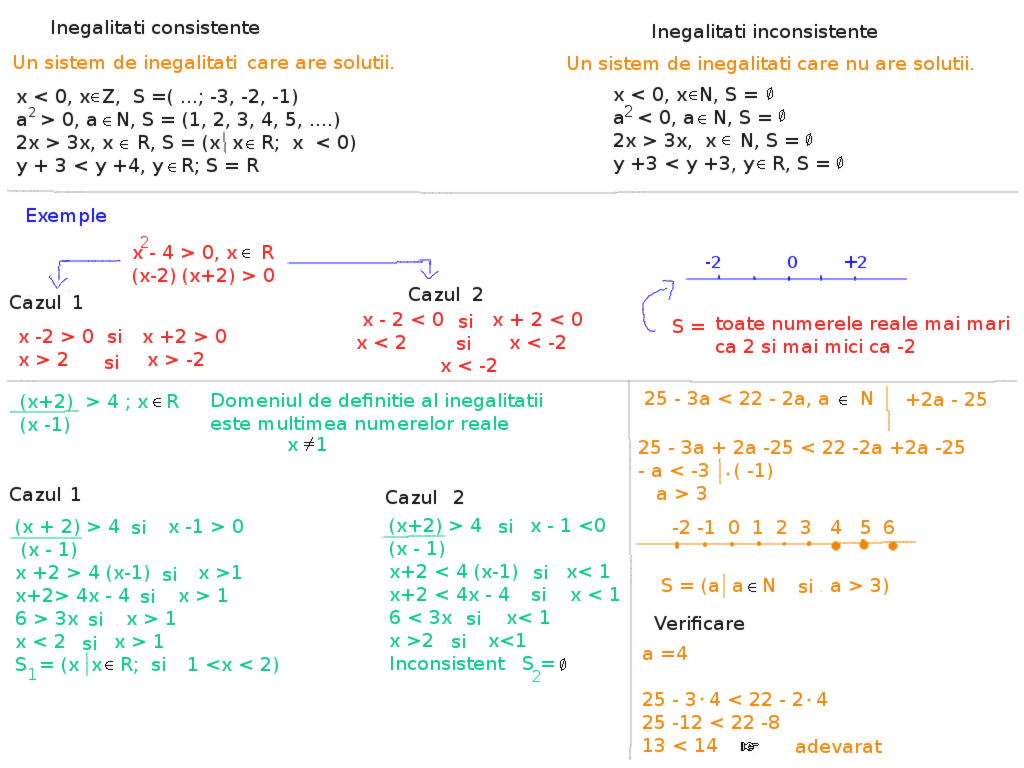 Inegalitati consistente
Un sistem de inegalitati care are solutii.
x < 0, x∈Z, S =( ...; -3, -2, -1)
a² > 0, a ∈ N, S = (1, 2, 3, 4, 5, ....)
2x > 3x, x ∈ R, S = (x| x∈ R; x < 0)
y + 3 < y +4, y∈R; S = R
Inegalitati inconsistente
Un sistem de inegalitati care nu are solutii.
x < 0, x∈N, S = ∅
a² < 0, a∈ N, S = ∅
2x > 3x, x ∈ N, S = ∅
y +3 < y +3, y∈ R, S = ∅
Exemple
x² - 4 > 0, x ∈ R
(x-2) (x+2) > 0
Cazul 1
x -2 > 0 si x +2 > 0
x > 2 si x > -2
Cazul 2
x - 2 < 0 si x + 2 < 0
x < 2 si x < -2
x < -2
-2 0 +2
S = toate numerele reale mai mari
ca 2 si mai mici ca -2
(x+2) > 4 ; x ∈ R
(x -1)
Domeniul de definitie al inegalitatii
este multimea numerelor reale
x ≠1
Cazul 1
(x + 2) > 4 si x -1 > 0
(x - 1)
x +2 > 4 (x-1) si x >1
x+2> 4x - 4 si x > 1
6 > 3x si x > 1
x < 2 si x > 1
S₁ = (x |x∈ R; si 1 <x < 2)
Cazul 2
(x+2) > 4 si x - 1 <0
(x - 1)
x+2 < 4 (x-1) si x< 1
x+2 < 4x - 4 si x < 1
6 < 3x si x< 1
x >2 si x<1
Inconsistent S₂= ∅
25 - 3a < 22 - 2a, a ∈ N | +2a - 25
25 - 3a + 2a -25 < 22 -2a +2a -25
- a < -3 |·( -1)
a > 3
-2 -1 0 1 2 3 4 5 6
S = (a| a ∈ N si a > 3)
Verificare
a =4
25 - 3· 4 < 22 - 2· 4
25 -12 < 22 -8
13 < 14 ☞ adevarat